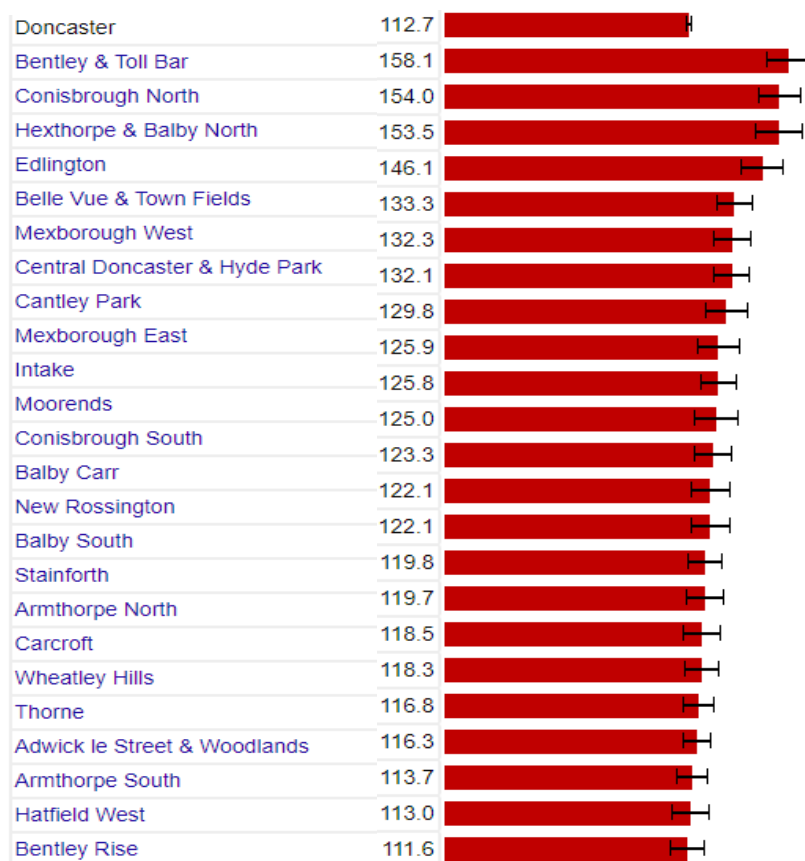 Doncaster 112.7
Bentley & Toll Bar 158.1
Conisbrough North 154.0
Hexthorpe & Balby North 153.5
Edlington 146.1
Belle Vue & Town Fields 133.3
Mexborough West 132.3
Central Doncaster & Hyde Park 132.1
Cantley Park 129.8
Mexborough East 125.9
Intake 125.8
Moorends 125.0
Conisbrough South 123.3
Balby Carr
New Rossington 122.1
Balby South 122.1
Stainforth 119.8
Armthorpe North 119.7
Carcroft 118.5
Wheatley Hills 118.3
Thorne 116.8
Adwick le Street & Woodlands 116.3
Armthorpe South 113.7
Hatfield West 113.0
Bentley Rise 111.6